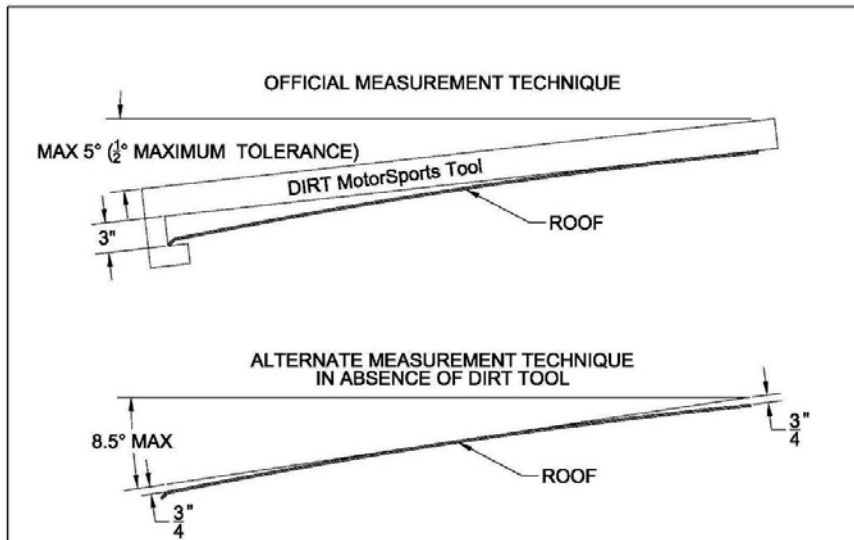 OFFICIAL MEASUREMENT TECHNIQUE
MAX 5° (½° MAXIMUM TOLERANCE)
DIRT MotorSports Tool
3"
ROOF
ALTERNATE MEASUREMENT TECHNIQUE
IN ABSENCE OF DIRT TOOL
8.5° MAX
3/4"
ROOF
3/4"